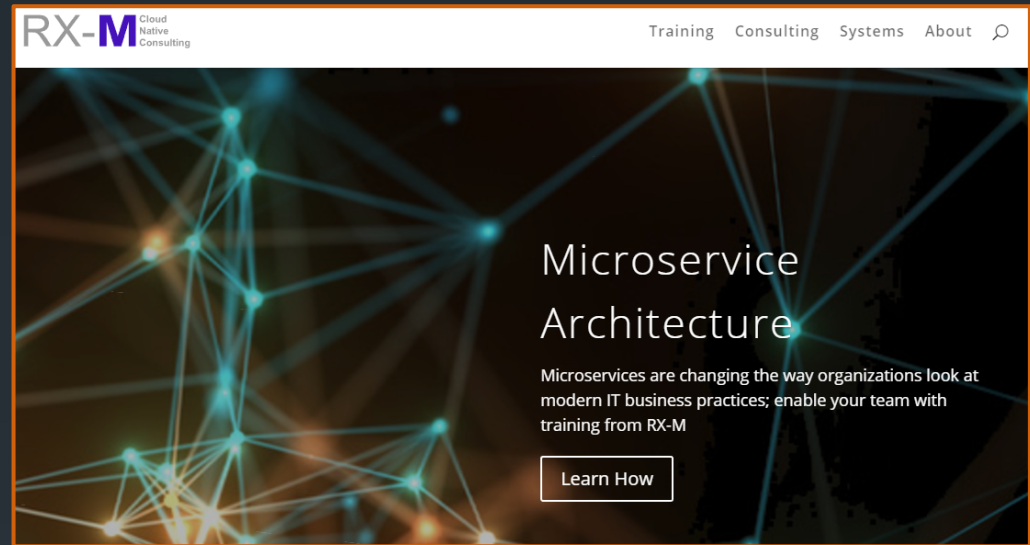 RX-M Cloud
Native
Consulting
Training Consulting Systems About
Microservice
Architecture
Microservices are changing the way organizations look at
modern IT business practices; enable your team with
training from RX-M
Learn How